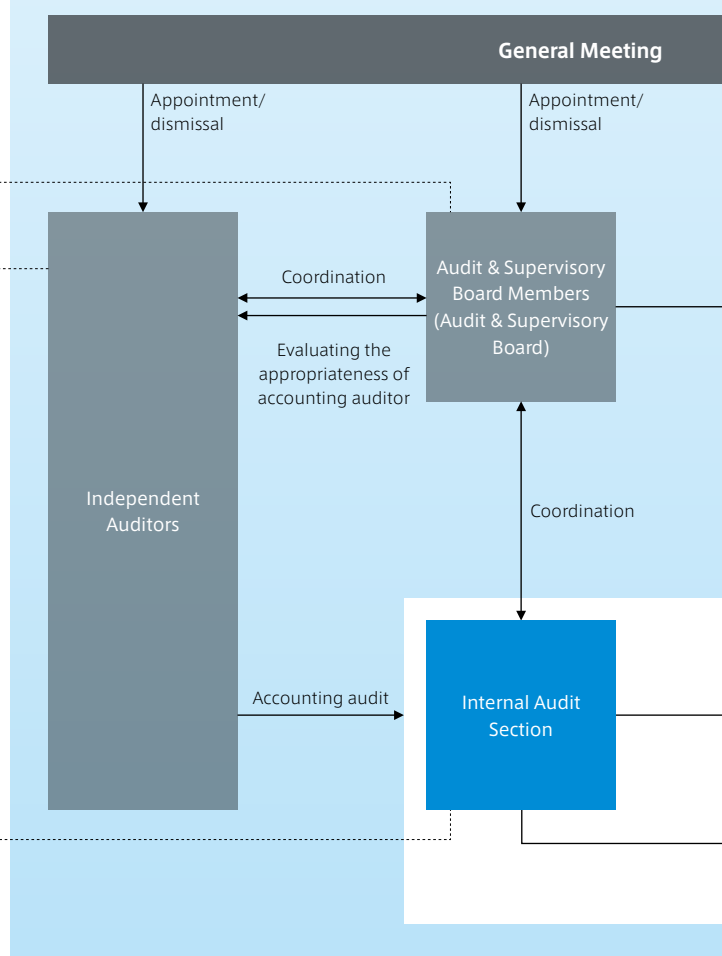 General Meeting
Appointment/
dismissal
Appointment/
dismissal
Coordination
Audit & Supervisory
Board Members
(Audit & Supervisory
Board)
Evaluating the
appropriateness of
accounting auditor
Independent
Auditors
Coordination
Accounting audit
Internal Audit
Section